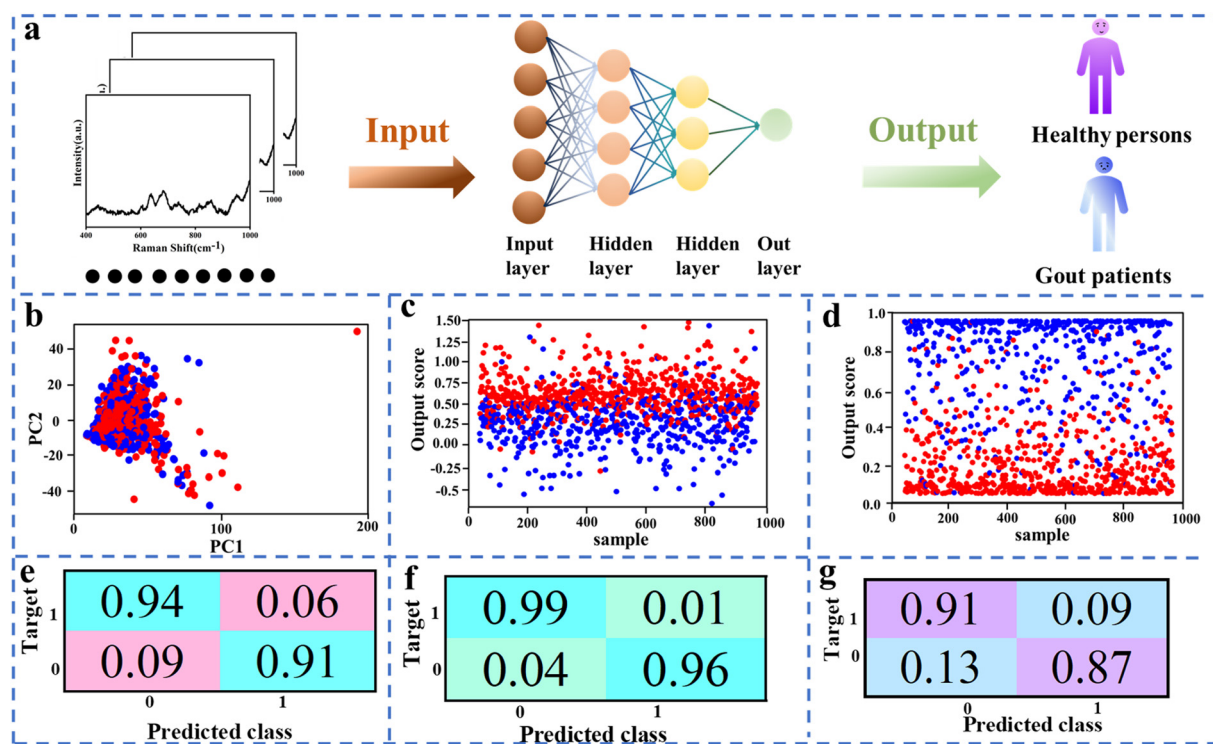 a
Intensity(a.u.)
400
600
800
1000
1000
1000
Raman Shift(cm-1)
Input
Input
layer
Hidden
layer
Hidden
layer
Out
layer
Output
Healthy persons
Gout patients
b
PC2
40
20
0
-20
-40
0
100
200
PC1
c
Output score
1.50
1.25
1.00
0.75
0.50
0.25
0.00
-0.25
-0.5
0
200
400
600
800
1000
sample
d
Output score
1.0
0.8
0.6
0.4
0.2
0.0
0
200
400
600
800
1000
sample
e
Target
1
0
0.94
0.06
0.09
0.91
0
1
Predicted class
f
Target
1
0
0.99
0.01
0.04
0.96
0
1
Predicted class
g
Target
1
0
0.91
0.09
0.13
0.87
0
1
Predicted class